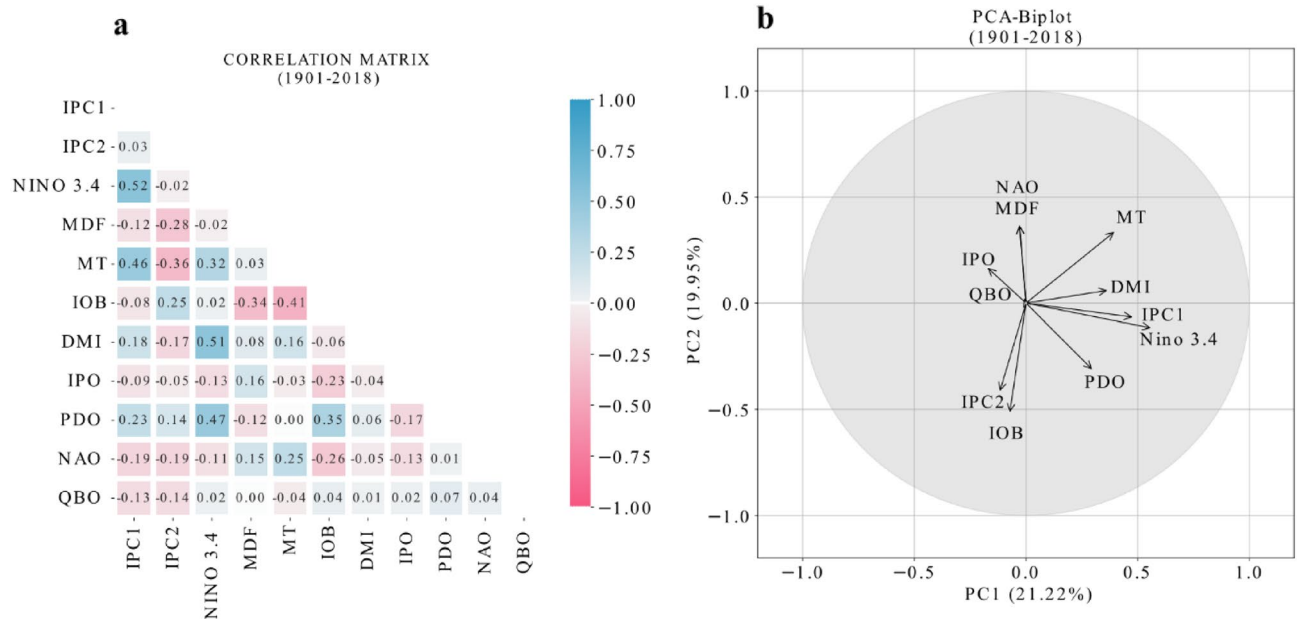 a
CORRELATION MATRIX
(1901-2018)
IPC1
IPC2 0.03
NINO 3.4 0.52 -0.02
MDF -0.12 -0.28 -0.02
MT 0.46 -0.36 0.32 0.03
IOB -0.08 0.25 0.02 -0.34 -0.41
DMI 0.18 -0.17 0.51 0.08 0.16 -0.06
IPO -0.09 -0.05 -0.13 0.16 -0.03 -0.23 -0.04
PDO 0.23 0.14 0.47 -0.12 0.00 0.35 0.06 -0.17
NAO -0.19 -0.19 -0.11 0.15 0.25 -0.26 -0.05 -0.13 0.01
QBO -0.13 -0.14 0.02 0.00 -0.04 0.04 0.01 0.02 0.07 0.04
IPC1 IPC2 NINO 3.4 MDF MT IOB DMI IPO PDO NAO QBO
1.00
0.75
0.50
0.25
0.00
−0.25
−0.50
−0.75
−1.00
b
PCA-Biplot
(1901-2018)
PC2 (19.95%)
1.0
0.5
0.0
−0.5
−1.0
NAO
MDF
MT
IPO
DMI
QBO
IPC1
Nino 3.4
PDO
IPC2
IOB
−1.0 −0.5 0.0 0.5 1.0
PC1 (21.22%)